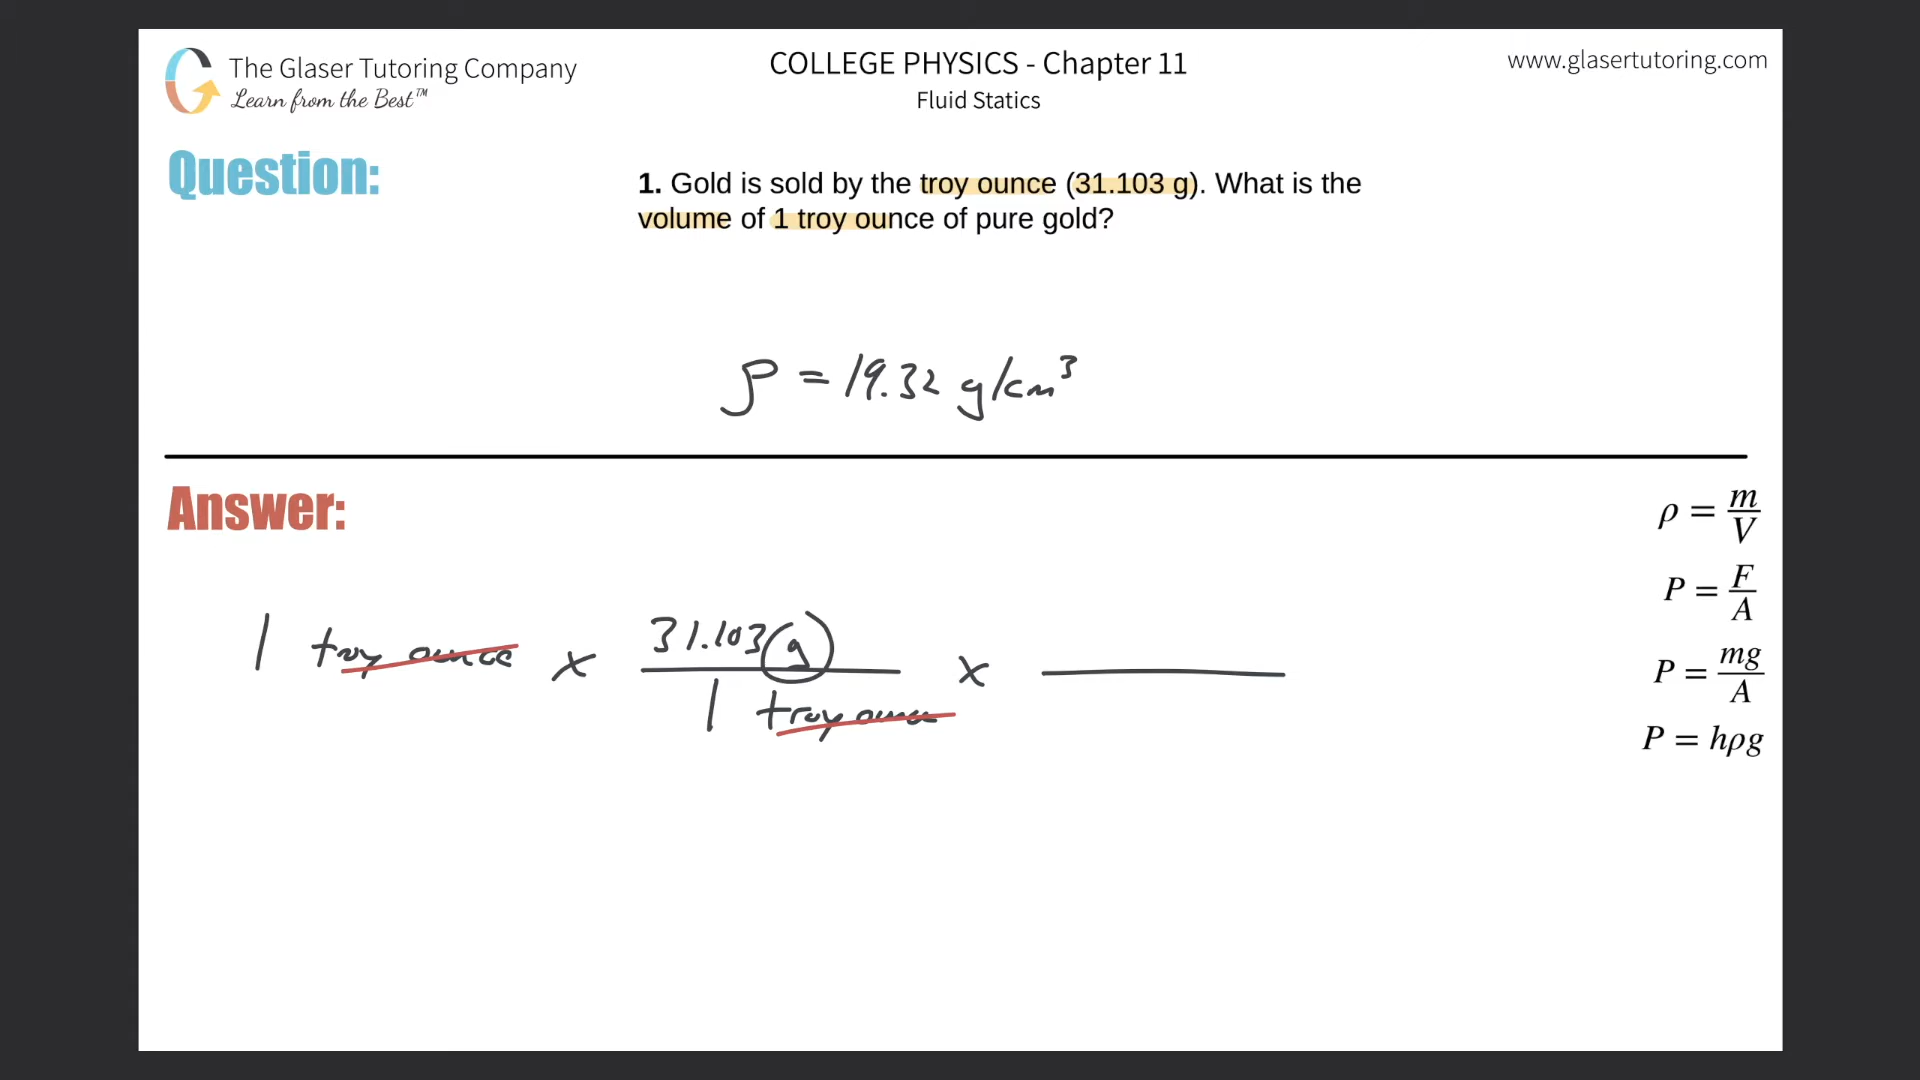 The Glaser Tutoring Company
Learn from the Best™
COLLEGE PHYSICS - Chapter 11
Fluid Statics
www.glasertutoring.com
Question:
1. Gold is sold by the troy ounce (31.103 g). What is the
volume of 1 troy ounce of pure gold?
ρ = 19.32 g/cm³
Answer:
1 troy ounce × 31.103 g / 1 troy ounce ×
ρ = m/V
P = F/A
P = mg/A
P = hρg